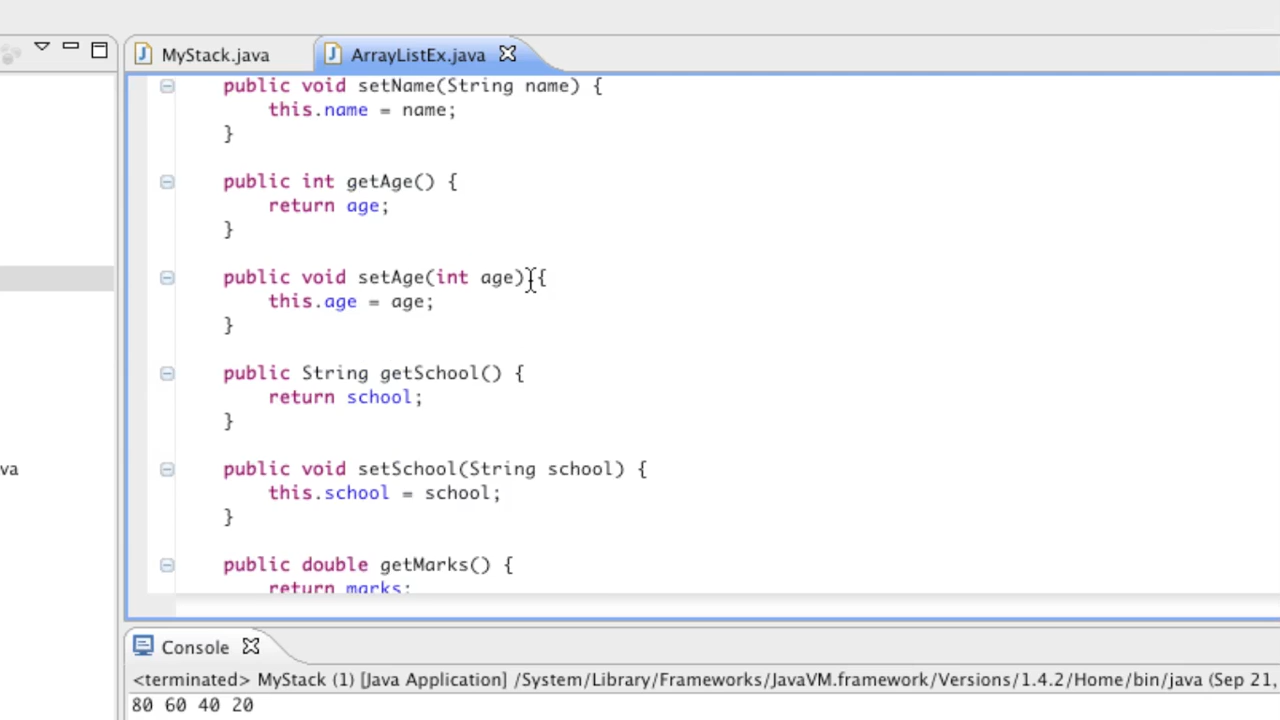 MyStack.java
ArrayListEx.java
public void setName(String name) {
this.name = name;
}
public int getAge() {
return age;
}
public void setAge(int age) {
this.age = age;
}
public String getSchool() {
return school;
}
public void setSchool(String school) {
this.school = school;
}
public double getMarks() {
return marks;
va
Console
<terminated> MyStack (1) [Java Application] /System/Library/Frameworks/JavaVM.framework/Versions/1.4.2/Home/bin/java (Sep 21,
80 60 40 20